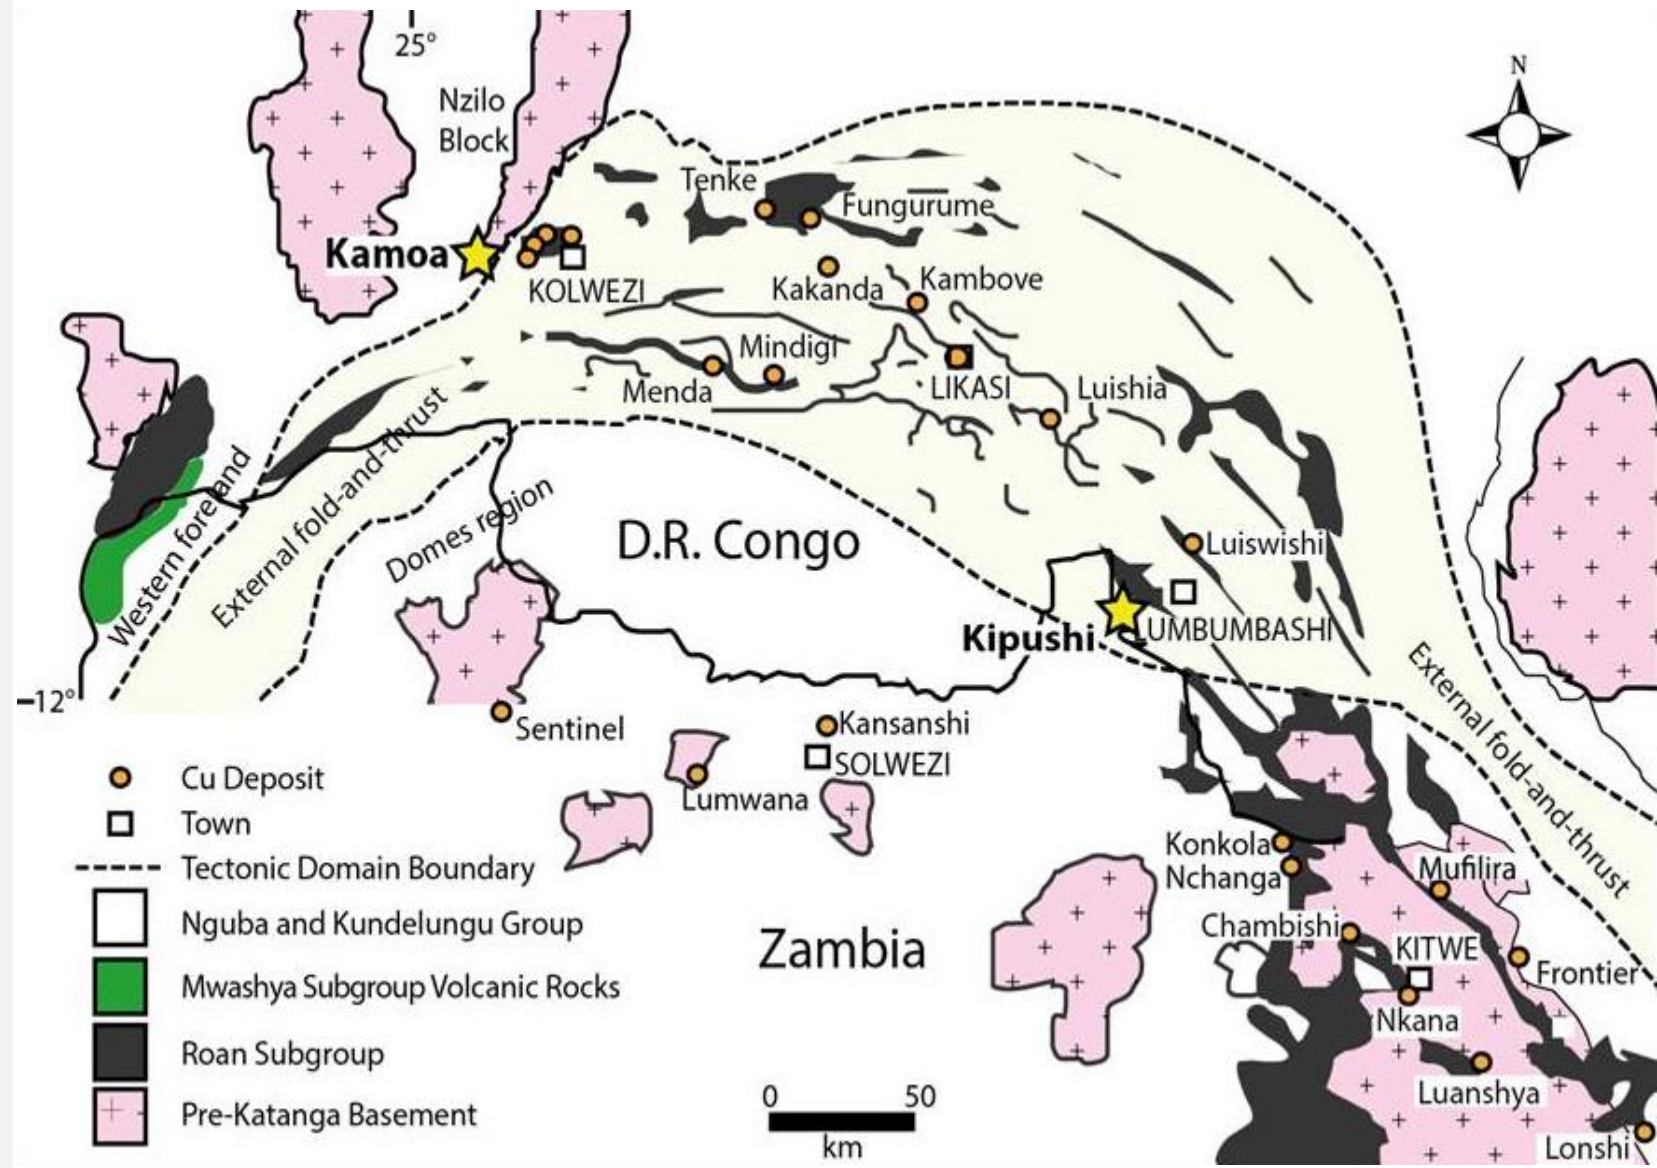 25°
N
Nzilo
Block
Tenke
Fungurume
Kamoa
KOLWEZI
Kakanda
Kambove
Mindigi
Menda
LIKASI
Luishia
Western foreland
External fold-and-thrust
Domes region
D.R. Congo
Luiswishi
Kipushi
LUMBUMBASHI
External fold-and-thrust
12°
Sentinel
Kansanshi
SOLWEZI
Lumwana
Cu Deposit
Town
Tectonic Domain Boundary
Nguba and Kundelungu Group
Mwashya Subgroup Volcanic Rocks
Roan Subgroup
Pre-Katanga Basement
Zambia
Konkola
Nchanga
Mufilira
Chambishi
KITWE
Frontier
Nkana
Luanshya
Lonshi
0 50
km